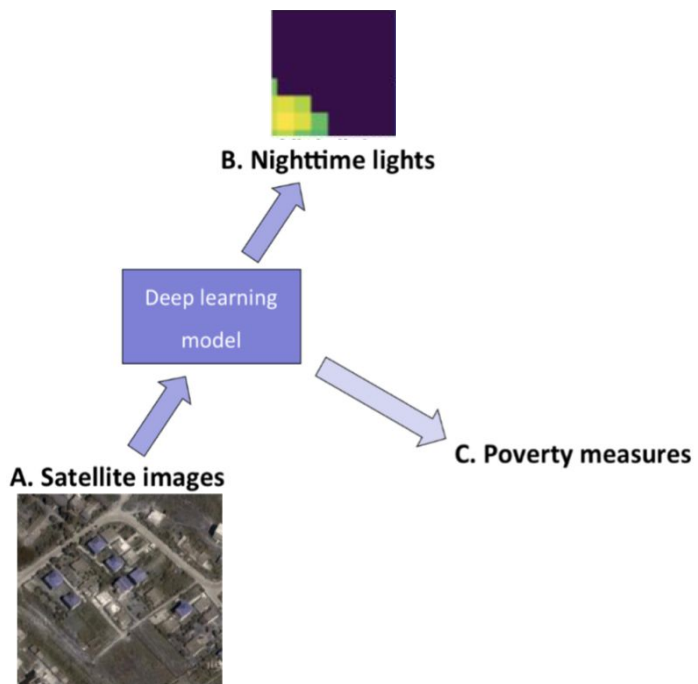 B. Nighttime lights
Deep learning
model
A. Satellite images
C. Poverty measures